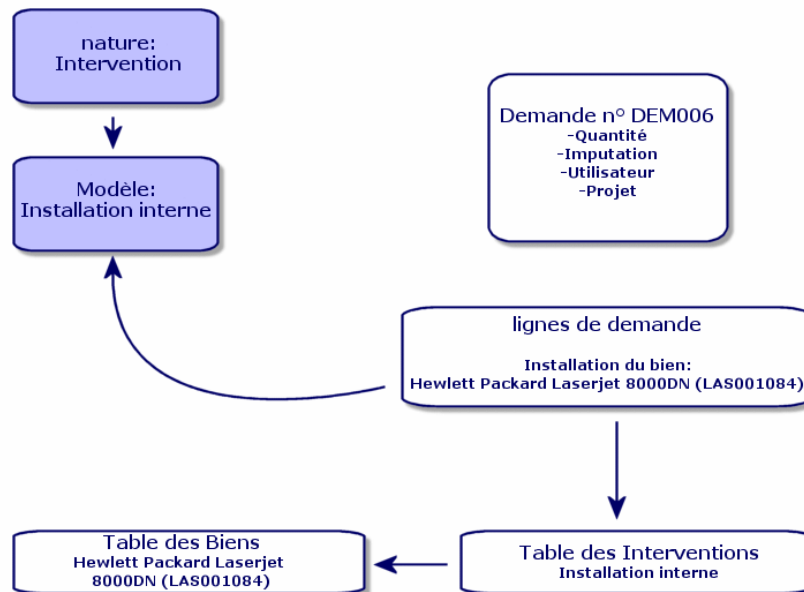 nature:
Intervention
Demande n° DEM006
-Quantité
-Imputation
-Utilisateur
-Projet
Modèle:
Installation interne
lignes de demande
Installation du bien:
Hewlett Packard Laserjet 8000DN (LAS001084)
Table des Biens
Hewlett Packard Laserjet
8000DN (LAS001084)
Table des Interventions
Installation interne